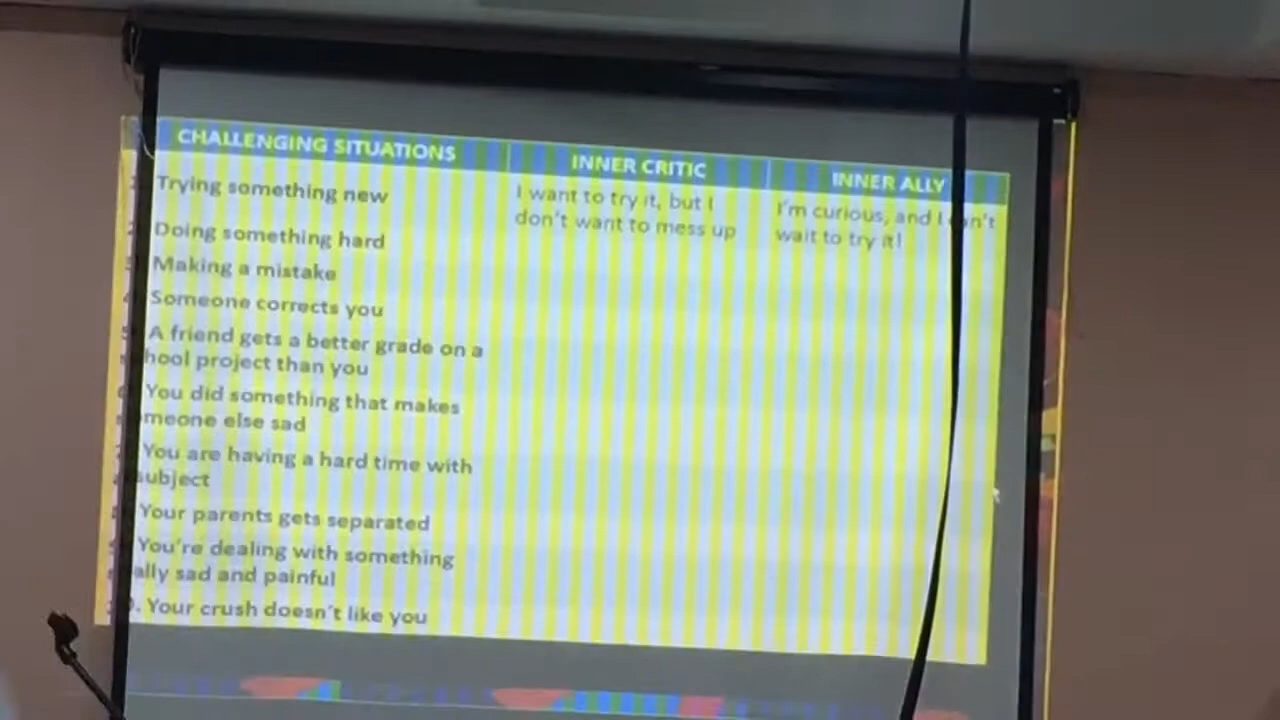 CHALLENGING SITUATIONS INNER CRITIC INNER ALLY
Trying something new
I want to try it, but I
don't want to mess up
I'm curious, and I can't
wait to try it!
Doing something hard
Making a mistake
Someone corrects you
A friend gets a better grade on a
hool project than you
You did something that makes
meone else sad
You are having a hard time with
subject
Your parents gets separated
You're dealing with something
ally sad and painful
. Your crush doesn't like you